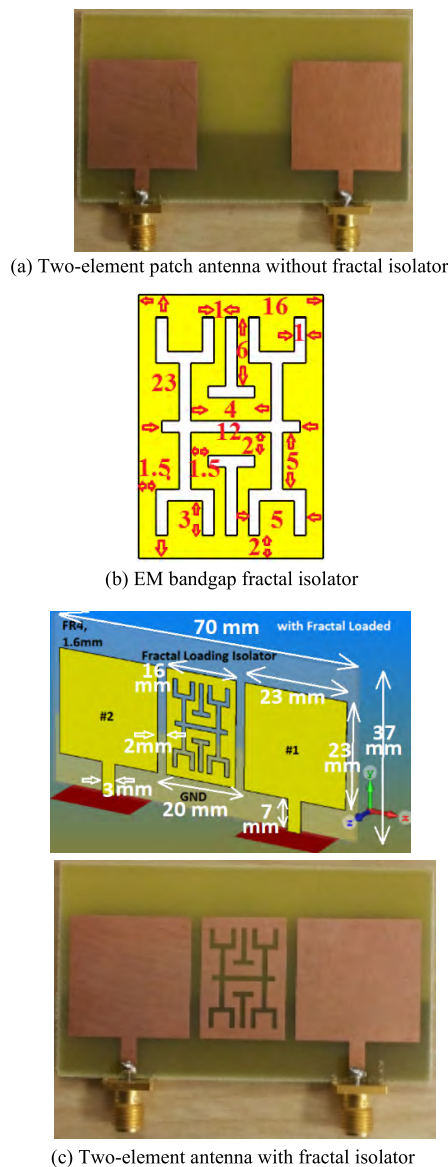 (a) Two-element patch antenna without fractal isolator
1
16
6
1
23
4
12
2
1.5
1.5
5
3
5
2
(b) EM bandgap fractal isolator
FR4,
1.6mm
70 mm
with Fractal Loaded
Fractal Loading Isolator
16
mm
23 mm
#2
#1
37
mm
23
mm
2mm
3mm
GND
20 mm
7
mm
y
z
x
(c) Two-element antenna with fractal isolator